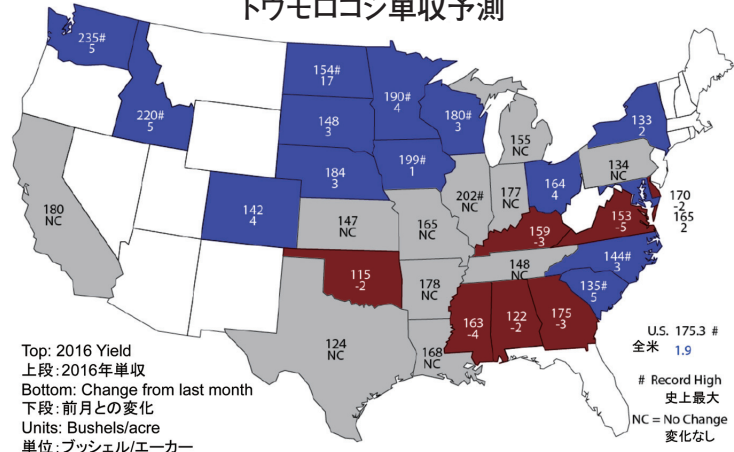 トウモロコシ単収予測
235#
5
220#
5
154#
17
148
3
184
3
142
4
190#
4
199#
1
180#
3
155
NC
133
2
134
NC
164
4
177
NC
202#
NC
165
NC
147
NC
180
NC
115
-2
124
NC
178
NC
168
NC
163
-4
122
-2
175
-3
148
NC
159
-3
153
-5
144#
3
135#
5
170
-2
165
2
U.S. 175.3 #
全米 1.9
# Record High
史上最大
NC = No Change
変化なし
Top: 2016 Yield
上段:2016年単収
Bottom: Change from last month
下段:前月との変化
Units: Bushels/acre
単位:ブッシェル/エーカー